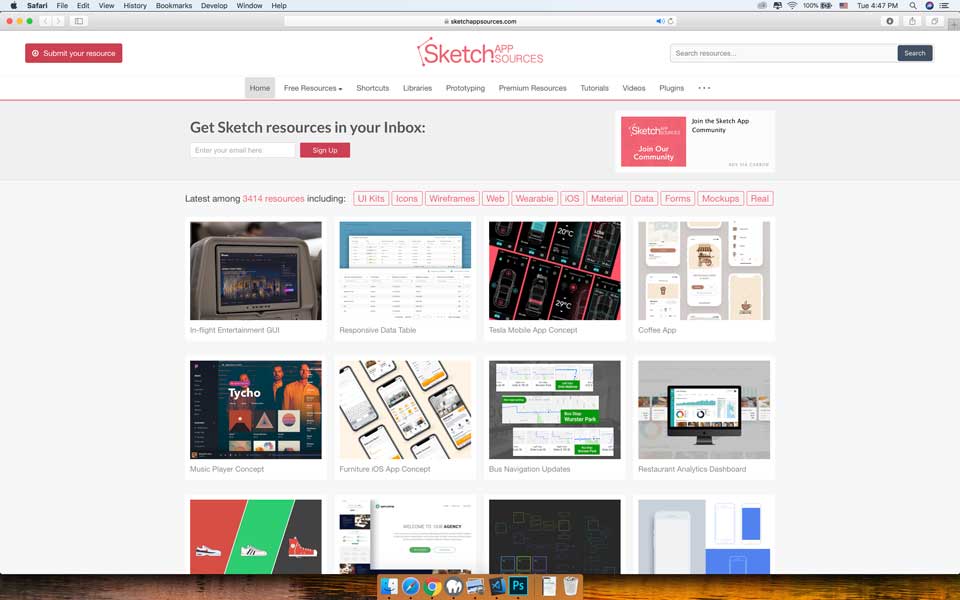 Safari File Edit View History Bookmarks Develop Window Help
100% Tue 4:47 PM
sketchappsources.com
Submit your resource
Sketch APP SOURCES
Search resources...
Search
Home Free Resources Shortcuts Libraries Prototyping Premium Resources Tutorials Videos Plugins
Get Sketch resources in your Inbox:
Enter your email here
Sign Up
Sketch APP SOURCES
Join Our
Community
Join the Sketch App
Community
ADS VIA CARBON
Latest among 3414 resources including: UI Kits Icons Wireframes Web Wearable iOS Material Data Forms Mockups Real
20°C
29°C
In-flight Entertainment GUI
Responsive Data Table
Tesla Mobile App Concept
Coffee App
Tycho
Bus Stop
Wurster Park
Music Player Concept
Furniture iOS App Concept
Bus Navigation Updates
Restaurant Analytics Dashboard
WELCOME TO OUR AGENCY
Ps